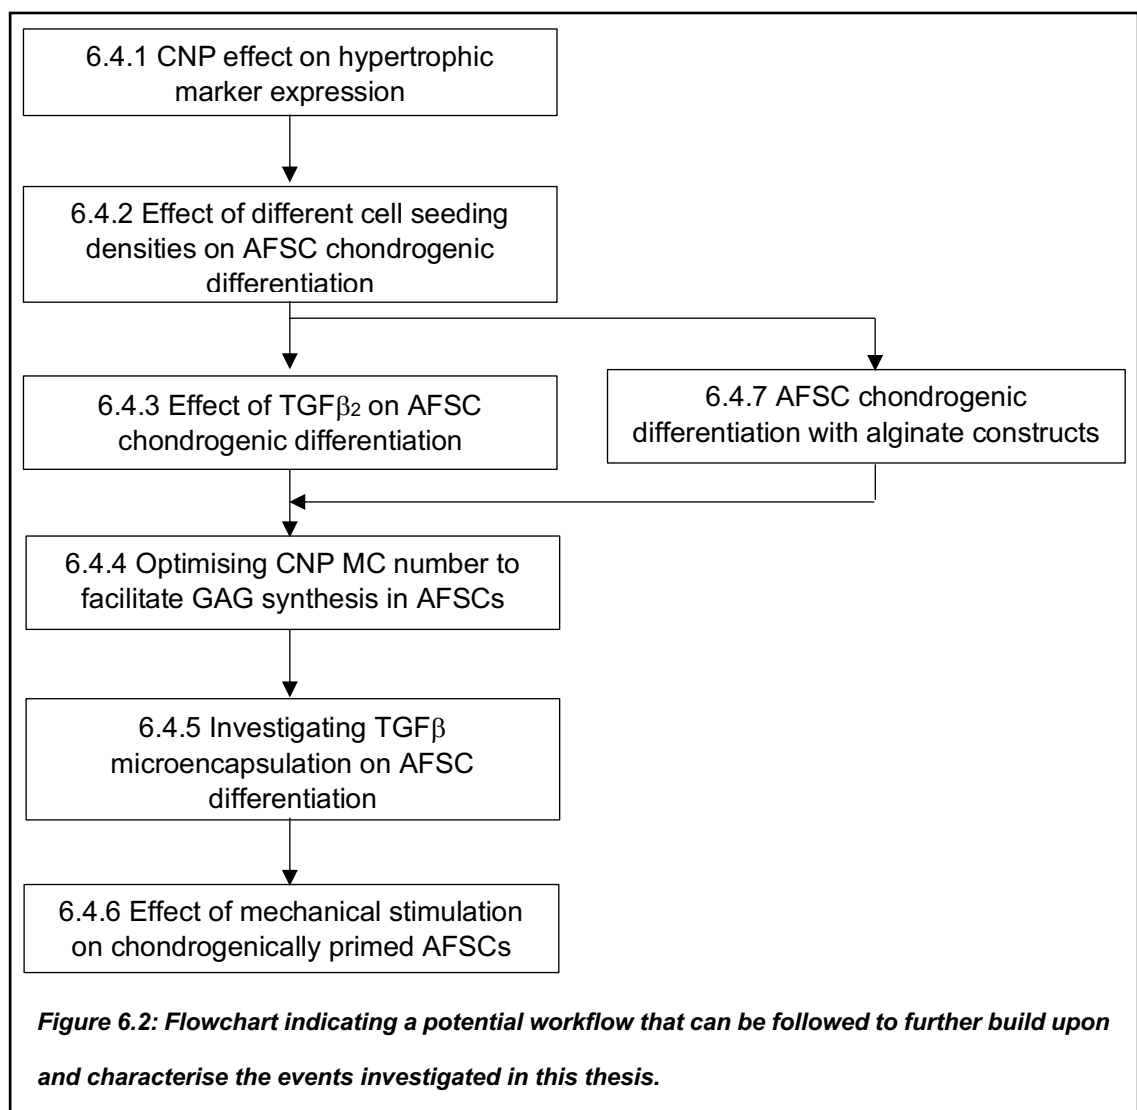 6.4.1 CNP effect on hypertrophic
marker expression
6.4.2 Effect of different cell seeding
densities on AFSC chondrogenic
differentiation
6.4.3 Effect of TGFβ₂ on AFSC
chondrogenic differentiation
6.4.7 AFSC chondrogenic
differentiation with alginate constructs
6.4.4 Optimising CNP MC number to
facilitate GAG synthesis in AFSCs
6.4.5 Investigating TGFβ
microencapsulation on AFSC
differentiation
6.4.6 Effect of mechanical stimulation
on chondrogenically primed AFSCs
Figure 6.2: Flowchart indicating a potential workflow that can be followed to further build upon
and characterise the events investigated in this thesis.